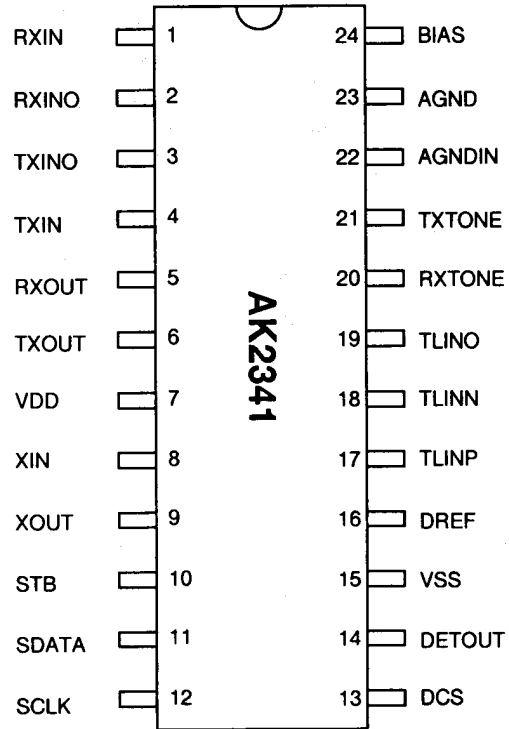 RXIN 1 24 BIAS
RXINO 2 23 AGND
TXINO 3 22 AGNDIN
TXIN 4 21 TXTONE
RXOUT 5 20 RXTONE
TXOUT 6 19 TLINO
VDD 7 18 TLINN
XIN 8 17 TLINP
XOUT 9 16 DREF
STB 10 15 VSS
SDATA 11 14 DETOUT
SCLK 12 13 DCS
AK2341